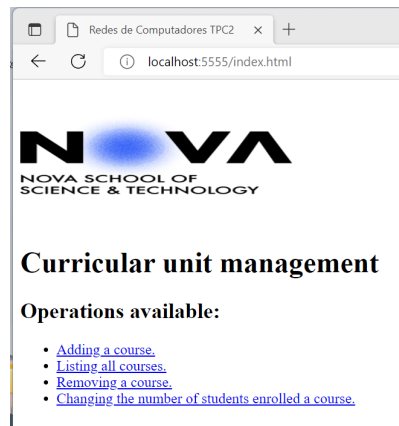 Redes de Computadores TPC2
localhost:5555/index.html
NOVA
NOVA SCHOOL OF
SCIENCE & TECHNOLOGY
Curricular unit management
Operations available:
Adding a course.
Listing all courses.
Removing a course.
Changing the number of students enrolled a course.